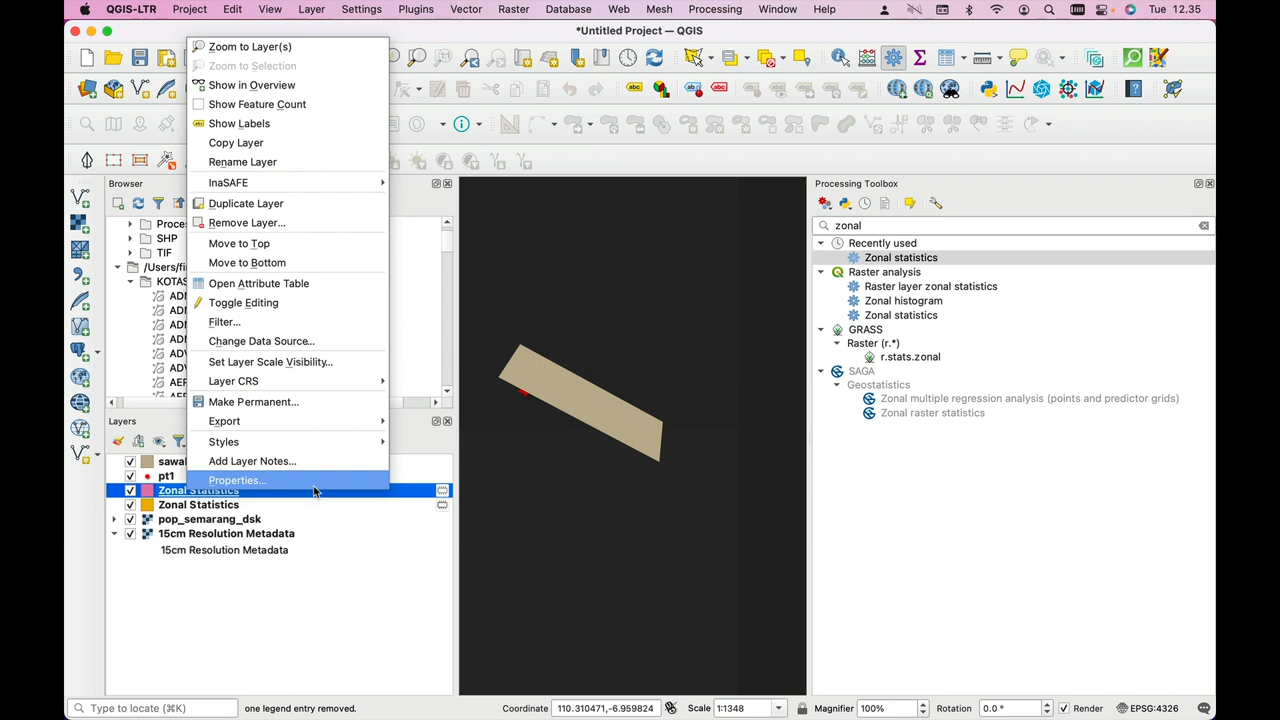 QGIS-LTR Project Edit View Layer Settings Plugins Vector Raster Database Web Mesh Processing Window Help Tue 12.35
*Untitled Project — QGIS
Zoom to Layer(s)
Zoom to Selection
Show in Overview
Show Feature Count
Show Labels
Copy Layer
Rename Layer
InaSAFE
Duplicate Layer
Remove Layer...
Move to Top
Move to Bottom
Open Attribute Table
Toggle Editing
Filter...
Change Data Source...
Set Layer Scale Visibility...
Layer CRS
Make Permanent...
Export
Styles
Add Layer Notes...
Properties...
Browser
Proce
SHP
TIF
/Users/fi
KOTAS
Layers
sawa
pt1
Zonal Statistics
Zonal Statistics
pop_semarang_dsk
15cm Resolution Metadata
15cm Resolution Metadata
Processing Toolbox
zonal
Recently used
Zonal statistics
Raster analysis
Raster layer zonal statistics
Zonal histogram
Zonal statistics
GRASS
Raster (r.*)
r.stats.zonal
SAGA
Geostatistics
Zonal multiple regression analysis (points and predictor grids)
Zonal raster statistics
Type to locate (⌘K) one legend entry removed. Coordinate 110.310471,-6.959824 Scale 1:1348 Magnifier 100% Rotation 0.0 ° Render EPSG:4326